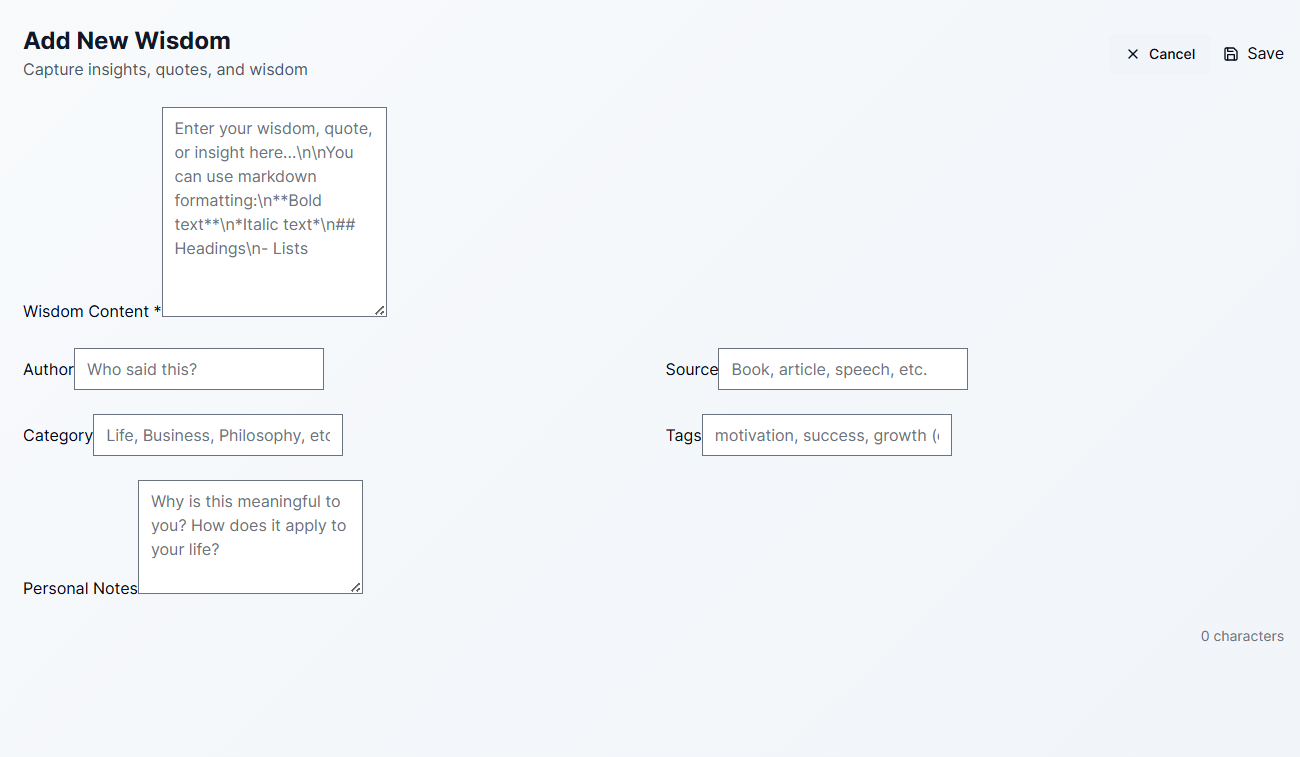 Add New Wisdom
Capture insights, quotes, and wisdom
Cancel
Save
Enter your wisdom, quote,
or insight here...\n\nYou
can use markdown
formatting:\n**Bold
text**\n*Italic text*\n##
Headings\n- Lists
Wisdom Content *
Author
Who said this?
Source
Book, article, speech, etc.
Category
Life, Business, Philosophy, etc
Tags
motivation, success, growth (
Why is this meaningful to
you? How does it apply to
your life?
Personal Notes
0 characters